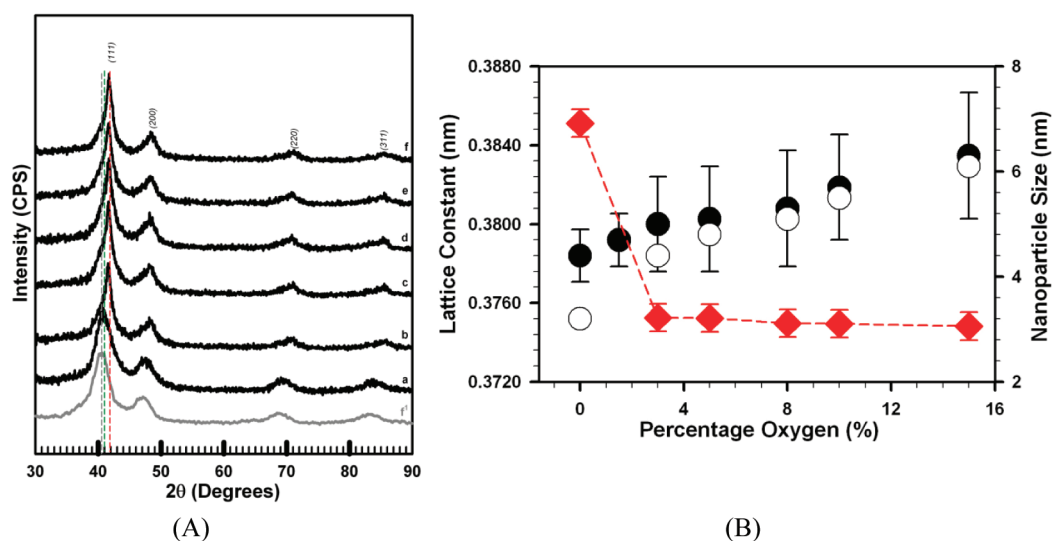 (111)
(200)
(220)
(311)
f
e
d
c
b
a
f¹
Intensity (CPS)
30 40 50 60 70 80 90
2θ (Degrees)
(A)
0.3880
0.3840
0.3800
0.3760
0.3720
Lattice Constant (nm)
8
6
4
2
Nanoparticle Size (nm)
0 4 8 12 16
Percentage Oxygen (%)
(B)